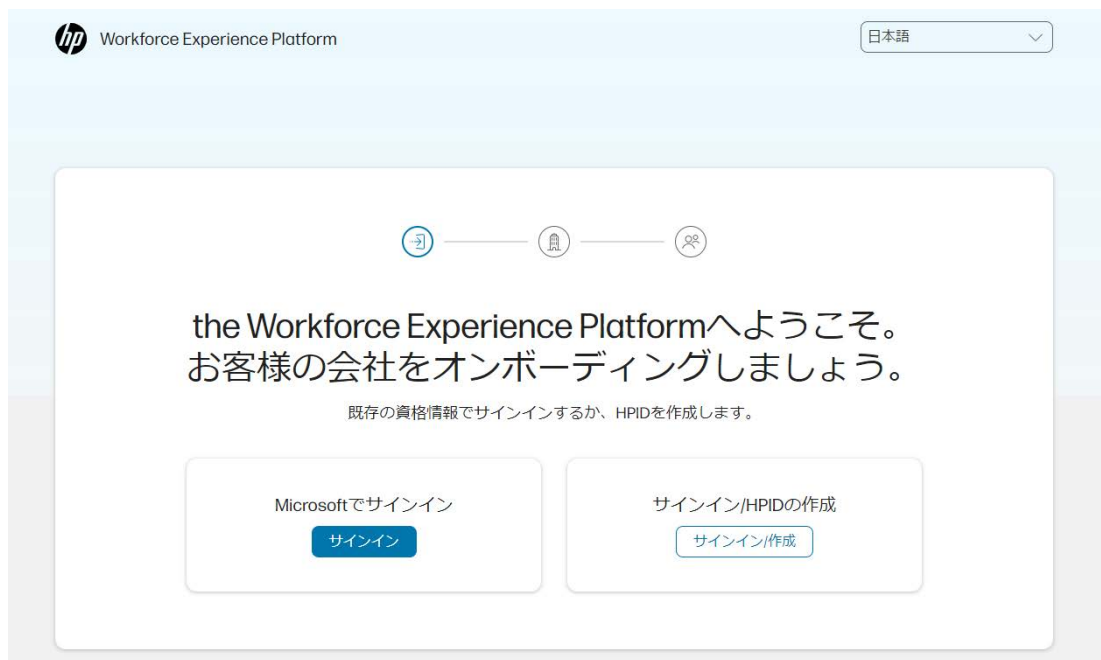 hp Workforce Experience Platform
日本語
the Workforce Experience Platformへようこそ。
お客様の会社をオンボーディングしましょう。
既存の資格情報でサインインするか、HPIDを作成します。
Microsoftでサインイン
サインイン
サインイン/HPIDの作成
サインイン/作成